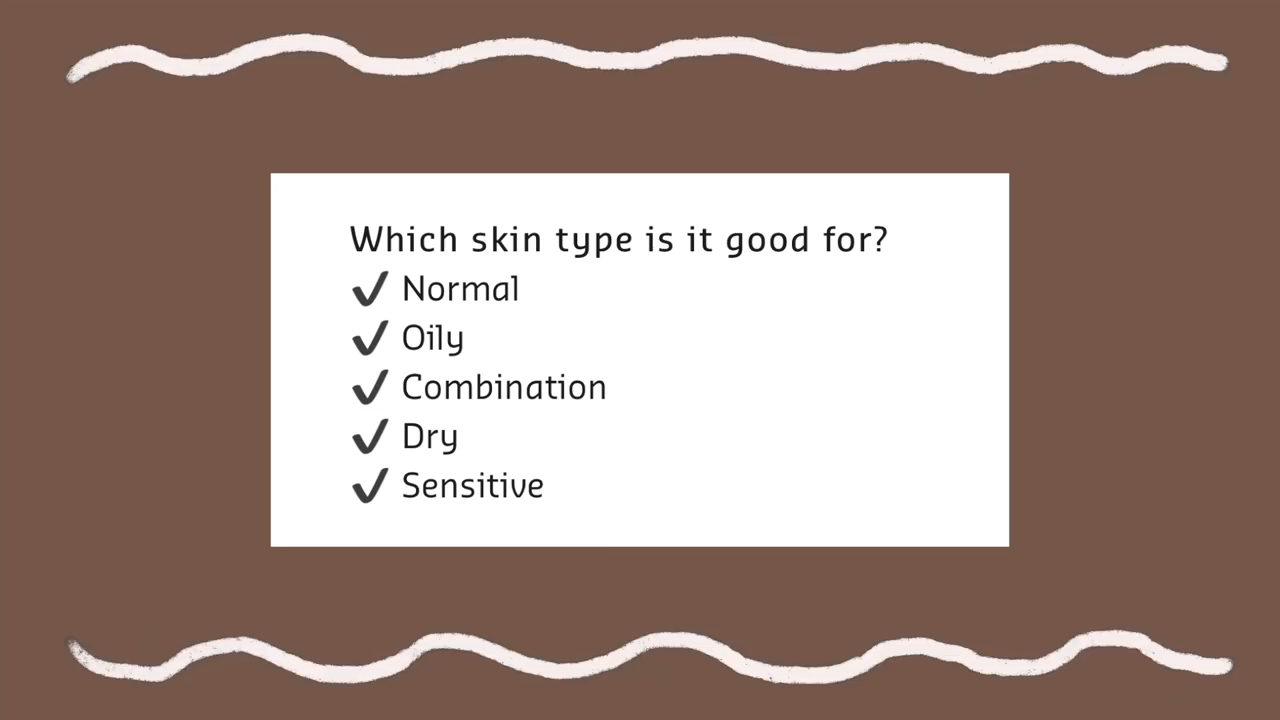 Which skin type is it good for?
✔ Normal
✔ Oily
✔ Combination
✔ Dry
✔ Sensitive